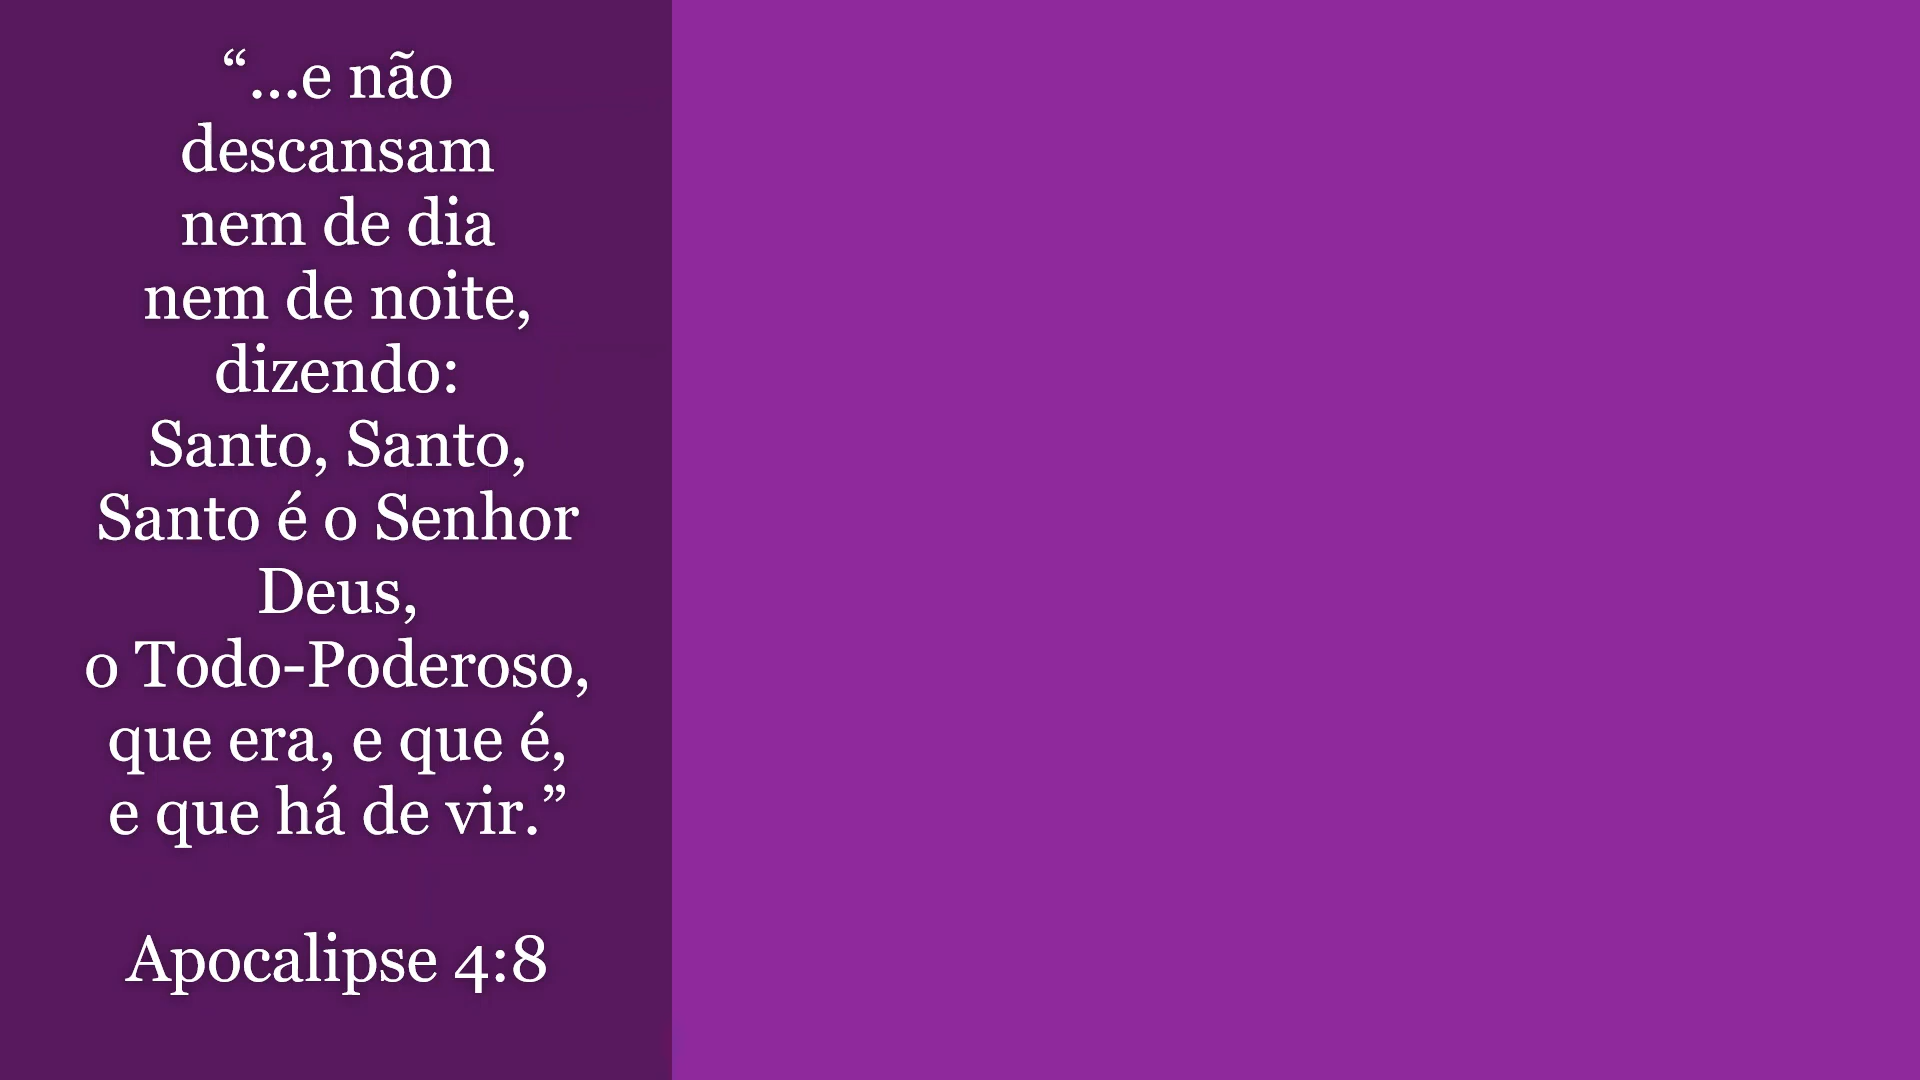 “...e não
descansam
nem de dia
nem de noite,
dizendo:
Santo, Santo,
Santo é o Senhor
Deus,
o Todo-Poderoso,
que era, e que é,
e que há de vir.”
Apocalipse 4:8